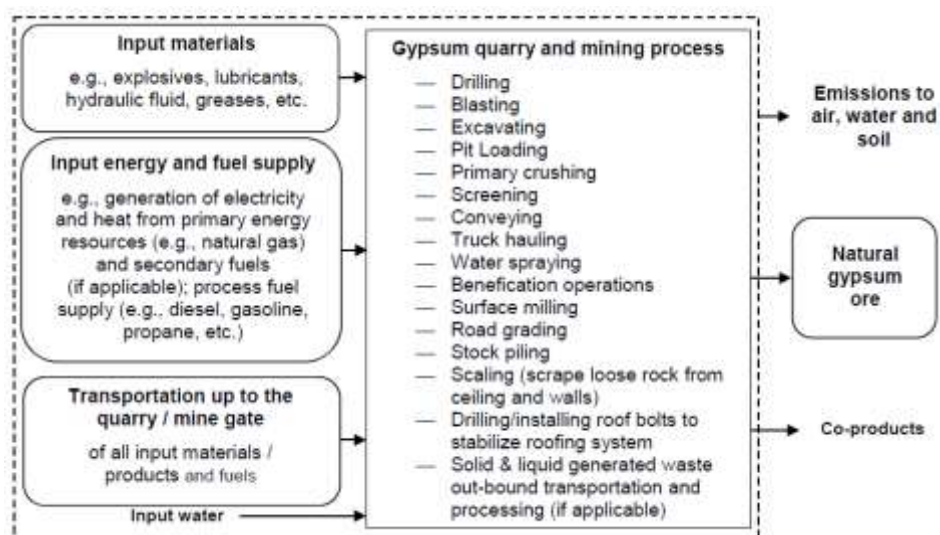 Input materials
e.g., explosives, lubricants,
hydraulic fluid, greases, etc.
Input energy and fuel supply
e.g., generation of electricity
and heat from primary energy
resources (e.g., natural gas)
and secondary fuels
(if applicable); process fuel
supply (e.g., diesel, gasoline,
propane, etc.)
Transportation up to the
quarry / mine gate
of all input materials /
products and fuels
Input water
Gypsum quarry and mining process
— Drilling
— Blasting
— Excavating
— Pit Loading
— Primary crushing
— Screening
— Conveying
— Truck hauling
— Water spraying
— Benefication operations
— Surface milling
— Road grading
— Stock piling
— Scaling (scrape loose rock from
ceiling and walls)
— Drilling/installing roof bolts to
stabilize roofing system
— Solid & liquid generated waste
out-bound transportation and
processing (if applicable)
Emissions to
air, water and
soil
Natural
gypsum
ore
Co-products